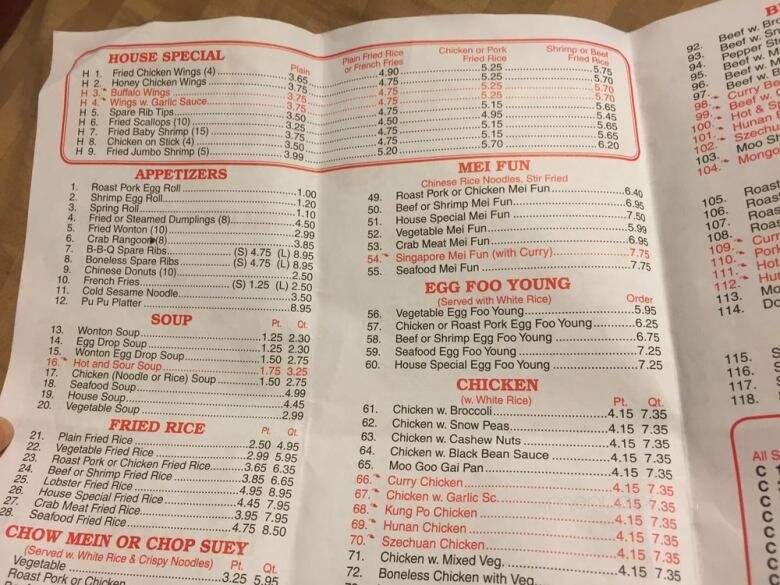 HOUSE SPECIAL
Plain
Plain Fried Rice or French Fries
Chicken or Pork Fried Rice
Shrimp or Beef Fried Rice
H 1. Fried Chicken Wings (4) 3.65 4.90 5.25 5.75
H 2. Honey Chicken Wings 3.75 4.75 5.25 5.70
H 3. Buffalo Wings 3.75 4.75 5.25 5.70
H 4. Wings w. Garlic Sauce 3.75 4.75 5.25 5.70
H 5. Spare Rib Tips 3.50 4.75 5.15 5.65
H 6. Fried Scallops (10) 3.25 4.50 4.95 5.45
H 7. Fried Baby Shrimp (15) 3.75 4.75 5.15 5.65
H 8. Chicken on Stick (4) 3.50 4.75 5.15 5.65
H 9. Fried Jumbo Shrimp (5) 3.99 5.20 5.70 6.20
APPETIZERS
1. Roast Pork Egg Roll 1.00
2. Shrimp Egg Roll 1.20
3. Spring Roll 1.10
4. Fried or Steamed Dumplings (8) 4.50
5. Fried Wonton (10) 2.99
6. Crab Rangoon (8) 3.85
7. B-B-Q Spare Ribs (S) 4.75 (L) 8.95
8. Boneless Spare Ribs (S) 4.75 (L) 8.95
9. Chinese Donuts (10) 2.50
10. French Fries (S) 1.25 (L) 2.50
11. Cold Sesame Noodle 3.50
12. Pu Pu Platter 8.95
SOUP
Pt. Qt.
13. Wonton Soup 1.25 2.30
14. Egg Drop Soup 1.25 2.30
15. Wonton Egg Drop Soup 1.50 2.75
16. Hot and Sour Soup 1.75 3.25
17. Chicken (Noodle or Rice) Soup 1.50 2.75
18. Seafood Soup 4.99
19. House Soup 4.45
20. Vegetable Soup 2.99
FRIED RICE
Pt. Qt.
21. Plain Fried Rice 2.50 4.95
22. Vegetable Fried Rice 2.99 5.95
23. Roast Pork or Chicken Fried Rice 3.65 6.35
24. Beef or Shrimp Fried Rice 3.85 6.65
25. Lobster Fried Rice 4.95 8.95
26. House Special Fried Rice 4.45 7.95
27. Crab Meat Fried Rice 3.95 7.95
28. Seafood Fried Rice 4.75 8.50
CHOW MEIN OR CHOP SUEY
(Served w. White Rice & Crispy Noodles) Pt. Qt.
Vegetable 3.25 5.95
Roast Pork or Chicken
MEI FUN
Chinese Rice Noodles, Stir Fried
49. Roast Pork or Chicken Mei Fun 6.40
50. Beef or Shrimp Mei Fun 6.95
51. House Special Mei Fun 7.50
52. Vegetable Mei Fun 5.99
53. Crab Meat Mei Fun 6.95
54. Singapore Mei Fun (with Curry) 7.75
55. Seafood Mei Fun 7.75
EGG FOO YOUNG
(Served with White Rice) Order
56. Vegetable Egg Foo Young 5.95
57. Chicken or Roast Pork Egg Foo Young 6.25
58. Beef or Shrimp Egg Foo Young 6.75
59. Seafood Egg Foo Young 7.25
60. House Special Egg Foo Young 7.25
CHICKEN
(w. White Rice) Pt. Qt.
61. Chicken w. Broccoli 4.15 7.35
62. Chicken w. Snow Peas 4.15 7.35
63. Chicken w. Cashew Nuts 4.15 7.35
64. Chicken w. Black Bean Sauce 4.15 7.35
65. Moo Goo Gai Pan 4.15 7.35
66. Curry Chicken 4.15 7.35
67. Chicken w. Garlic Sc. 4.15 7.35
68. Kung Po Chicken 4.15 7.35
69. Hunan Chicken 4.15 7.35
70. Szechuan Chicken 4.15 7.35
71. Chicken w. Mixed Veg. 4.15 7.35
72. Boneless Chicken with Veg.
92. Beef w.
93. Beef w.
94. Pepper
95. Beef w.
96. Beef w.
97. Beef w.
98. Curry
99. Beef w.
100. Hot &
101. Hunan
102. Szechuan
103. Moo
104.
105. Roast
106. Roast
107. Roast
108.
109.
110.
111. Hot
112.
113.
114.
115.
116.
117.
118.
All
C
C
C
C
C
C